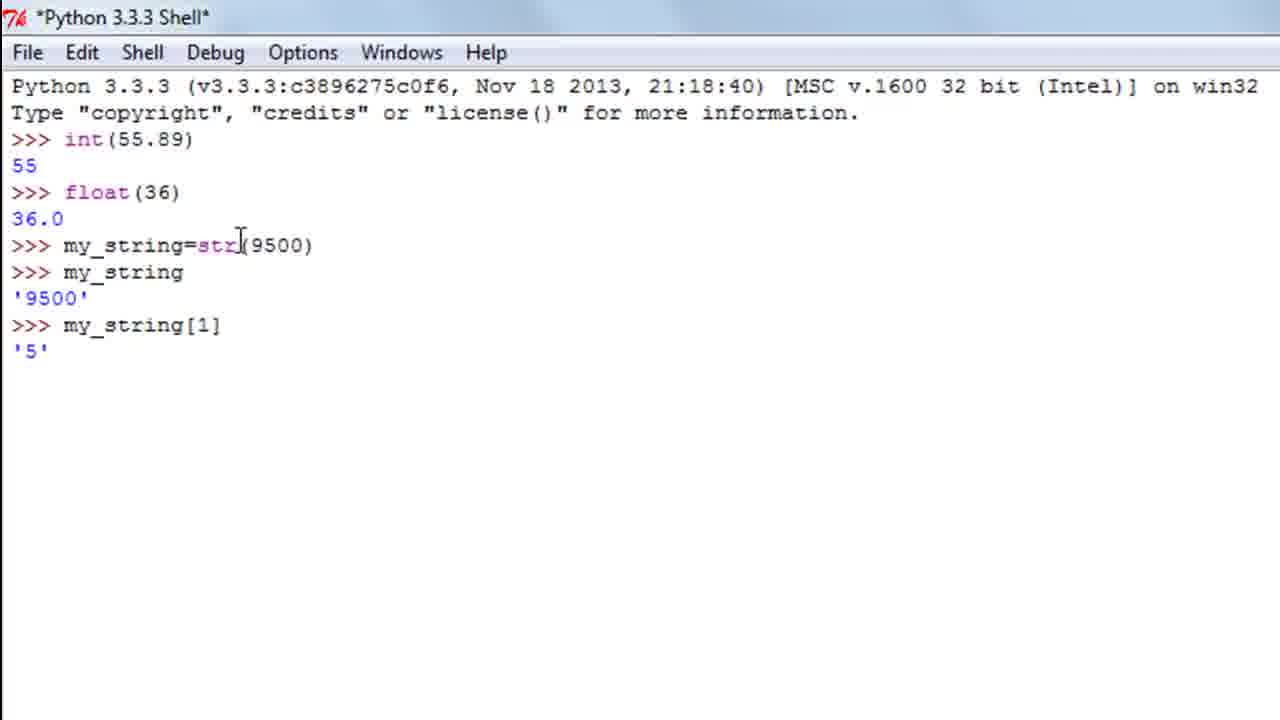 *Python 3.3.3 Shell*
File Edit Shell Debug Options Windows Help
Python 3.3.3 (v3.3.3:c3896275c0f6, Nov 18 2013, 21:18:40) [MSC v.1600 32 bit (Intel)] on win32
Type "copyright", "credits" or "license()" for more information.
>>> int(55.89)
55
>>> float(36)
36.0
>>> my_string=str(9500)
>>> my_string
'9500'
>>> my_string[1]
'5'